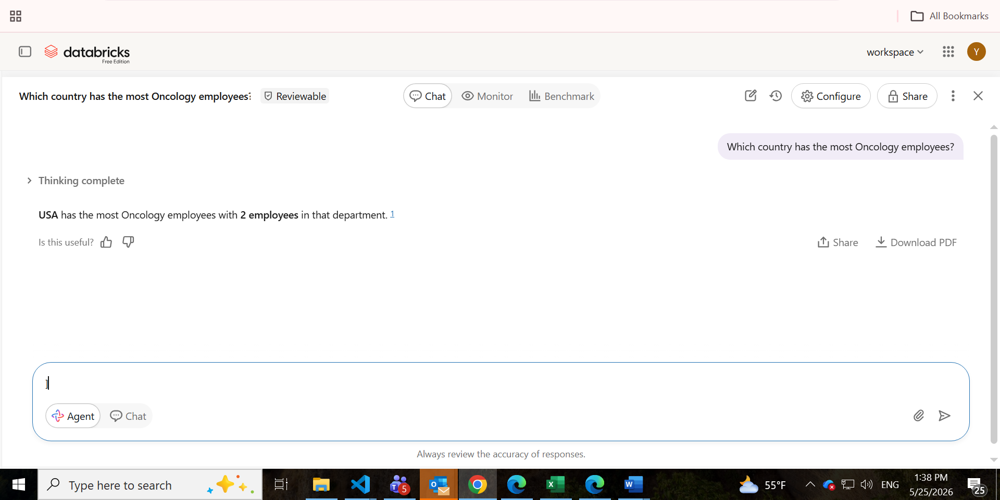 All Bookmarks
databricks
Free Edition
workspace
Y
Which country has the most Oncology employees?
Reviewable
Chat
Monitor
Benchmark
Configure
Share
Which country has the most Oncology employees?
Thinking complete
USA has the most Oncology employees with 2 employees in that department. 1
Is this useful?
Share
Download PDF
]
Agent
Chat
Always review the accuracy of responses.
Type here to search
T
5
O
X
W
55°F
ENG
1:38 PM
5/25/2026
25